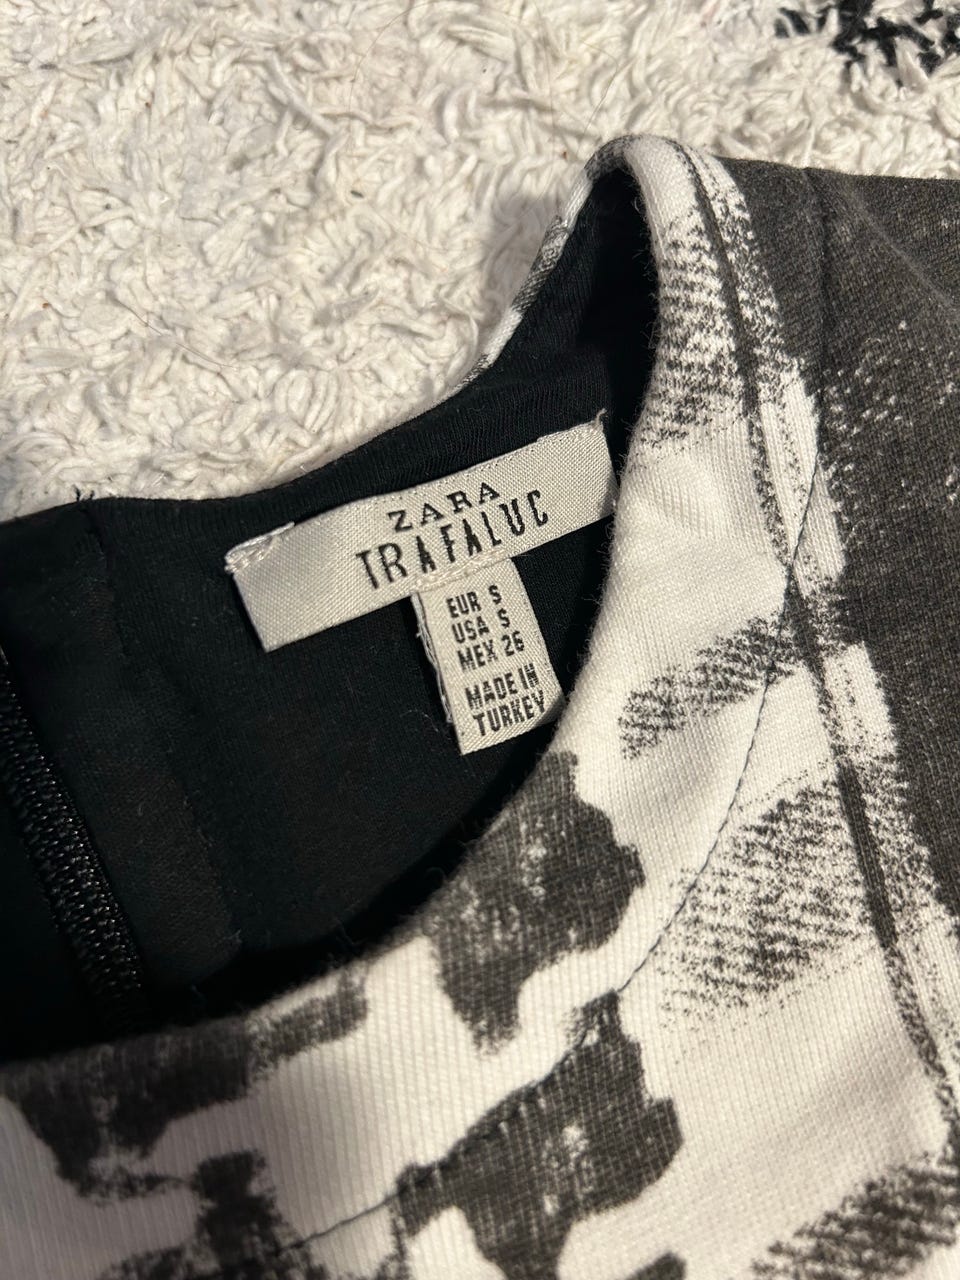 ZARA
TRAFALUC
EUR S
USA S
MEX 26
MADE IN
TURKEY